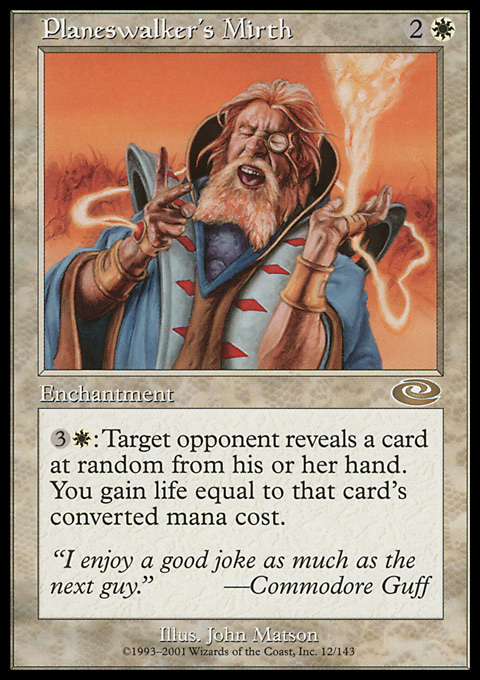 Planeswalker's Mirth 2
Enchantment
3 : Target opponent reveals a card
at random from his or her hand.
You gain life equal to that card's
converted mana cost.
“I enjoy a good joke as much as the
next guy.” —Commodore Guff
Illus. John Matson
©1993–2001 Wizards of the Coast, Inc. 12/143